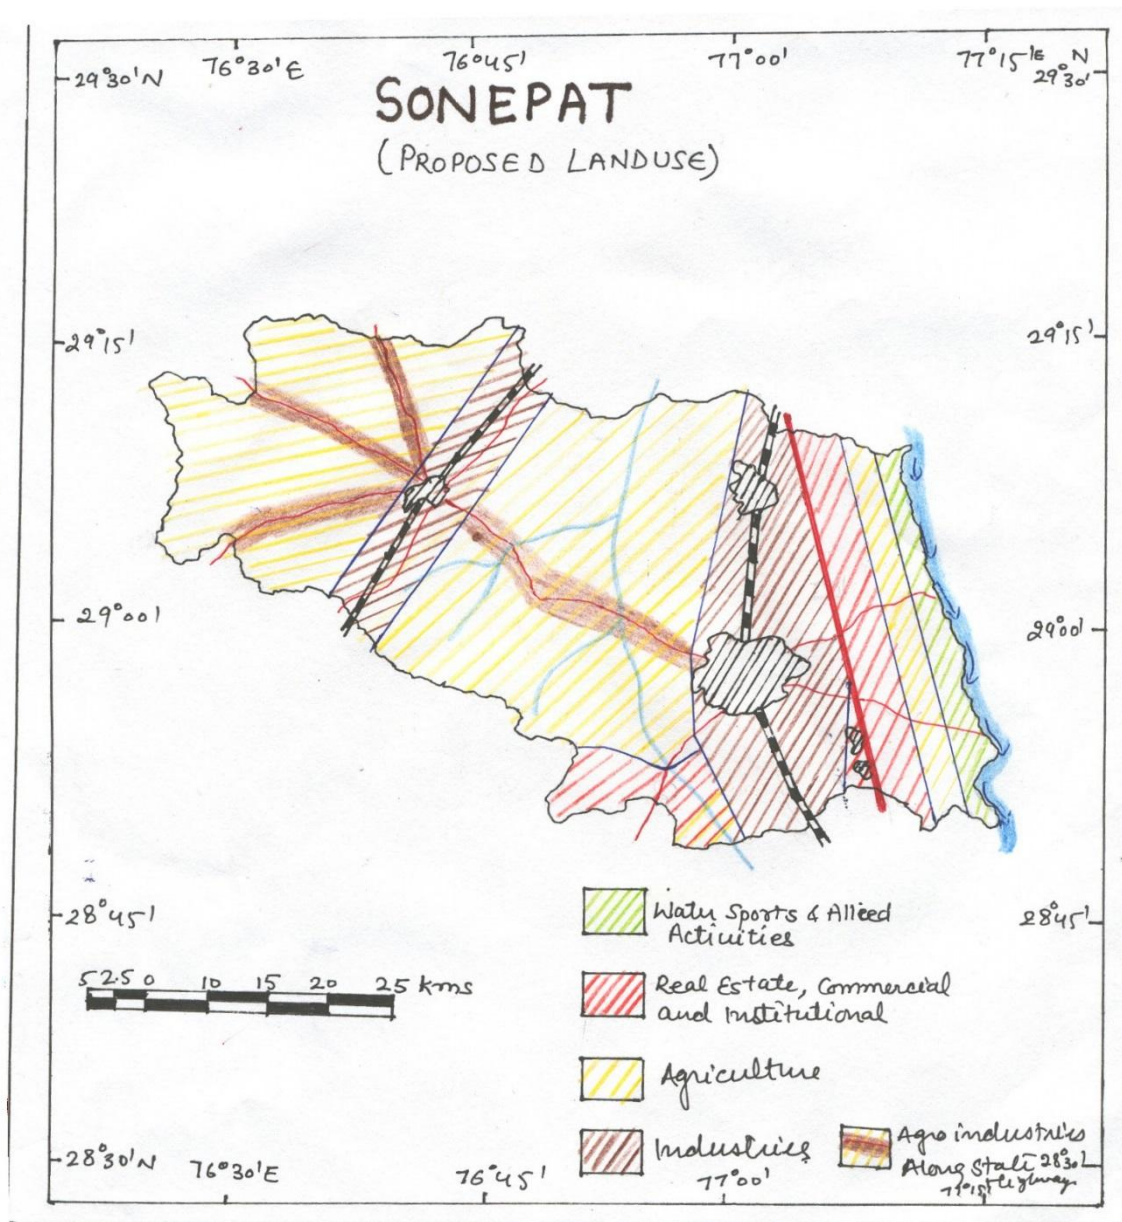 76°30'E 76°45' 77°00' 77°15'E N
29°30'N 29°30'
SONEPAT
(PROPOSED LANDUSE)
29°15' 29°15'
29°00' 29°00'
28°45' 28°45'
Water Sports & Allied
Activities
5 2.5 0 10 15 20 25 kms
Real Estate, Commercial
and Institutional
Agriculture
Industries
Agro industries
Along State
Highway
28°30'N 28°30'
76°30'E 76°45' 77°00' 77°15'